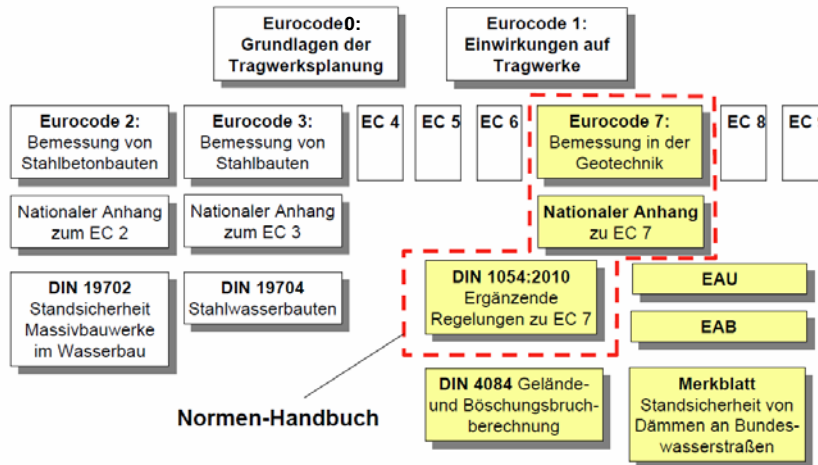 Eurocode0:
Grundlagen der
Tragwerksplanung
Eurocode 1:
Einwirkungen auf
Tragwerke
Eurocode 2:
Bemessung von
Stahlbetonbauten
Eurocode 3:
Bemessung von
Stahlbauten
EC 4
EC 5
EC 6
Eurocode 7:
Bemessung in der
Geotechnik
EC 8
EC
Nationaler Anhang
zum EC 2
Nationaler Anhang
zum EC 3
Nationaler Anhang
zu EC 7
DIN 19702
Standsicherheit
Massivbauwerke
im Wasserbau
DIN 19704
Stahlwasserbauten
DIN 1054:2010
Ergänzende
Regelungen zu EC 7
EAU
EAB
DIN 4084 Gelände-
und Böschungsbruch-
berechnung
Merkblatt
Standsicherheit von
Dämmen an Bundes-
wasserstraßen
Normen-Handbuch